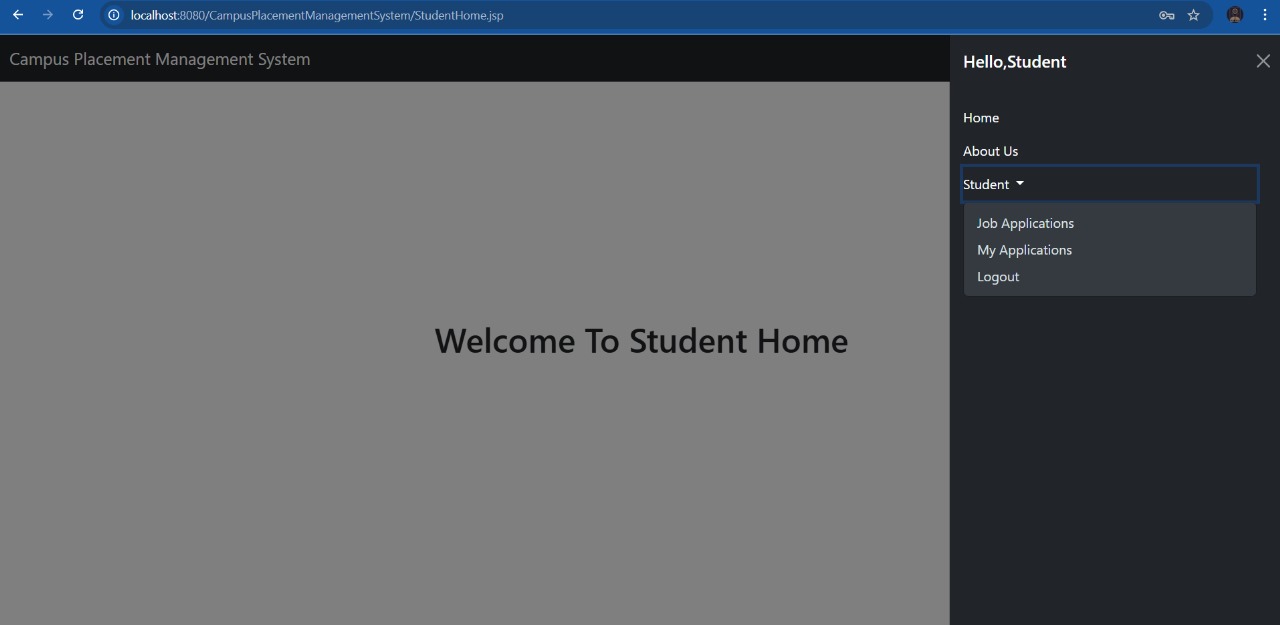 localhost:8080/CampusPlacementManagementSystem/StudentHome.jsp
Campus Placement Management System
Hello,Student
Home
About Us
Student
Job Applications
My Applications
Logout
Welcome To Student Home